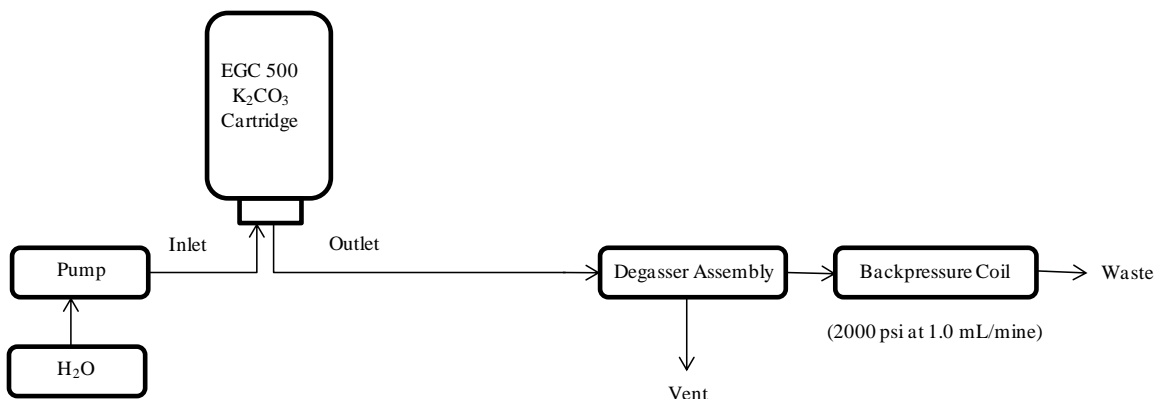 EGC 500
K₂CO₃
Cartridge
Inlet
Outlet
Pump
Degasser Assembly
Backpressure Coil
Waste
(2000 psi at 1.0 mL/mine)
H₂O
Vent